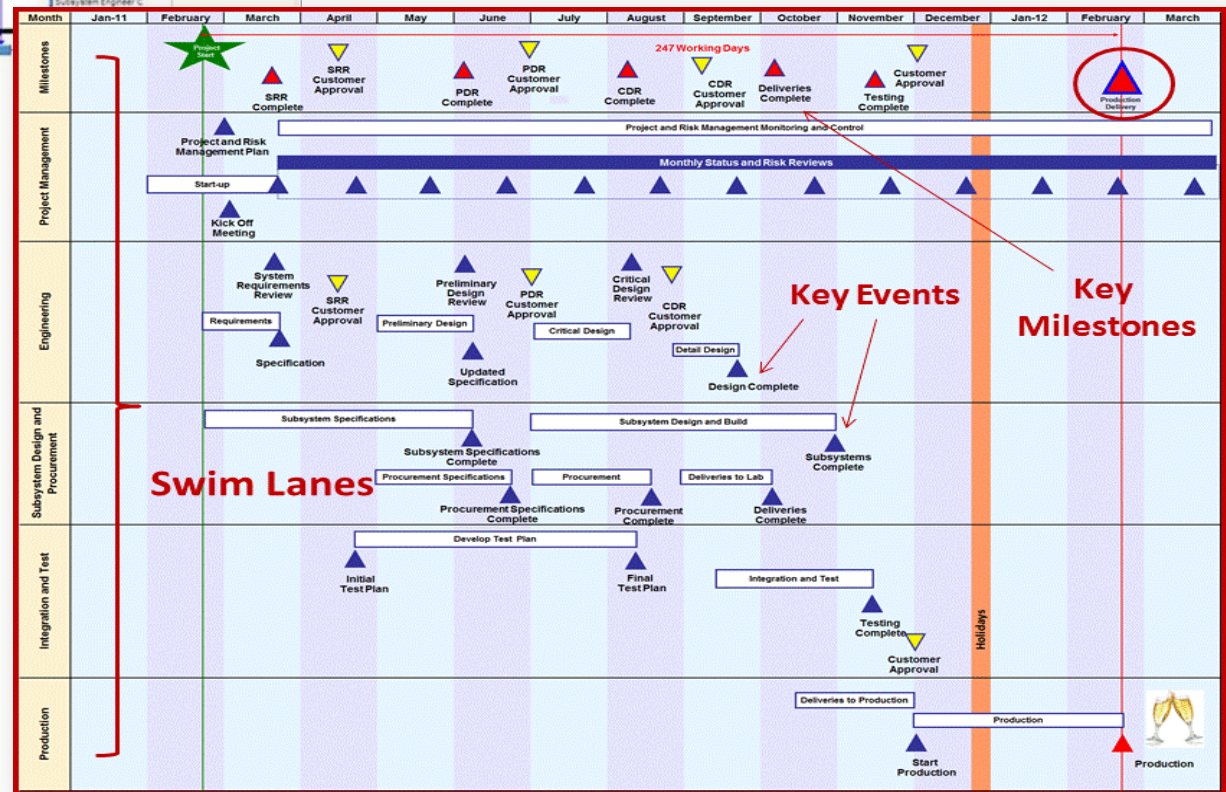 Subsystem Engineer C
Month Jan-11 February March April May June July August September October November December Jan-12 February March
Milestones
Project
Start
247 Working Days
SRR
Complete
SRR
Customer
Approval
PDR
Complete
PDR
Customer
Approval
CDR
Complete
CDR
Customer
Approval
Deliveries
Complete
Testing
Complete
Customer
Approval
Production
Delivery
Project Management
Project and Risk
Management Plan
Project and Risk Management Monitoring and Control
Monthly Status and Risk Reviews
Start-up
Kick Off
Meeting
Engineering
System
Requirements
Review
SRR
Customer
Approval
Preliminary
Design
Review
PDR
Customer
Approval
Critical
Design
Review
CDR
Customer
Approval
Requirements
Preliminary Design
Critical Design
Detail Design
Specification
Updated
Specification
Design Complete
Key Events
Key
Milestones
Subsystem Design and
Procurement
Subsystem Specifications
Subsystem Design and Build
Subsystem Specifications
Complete
Subsystems
Complete
Swim Lanes
Procurement Specifications
Procurement
Deliveries to Lab
Procurement Specifications
Complete
Procurement
Complete
Deliveries
Complete
Integration and Test
Develop Test Plan
Initial
Test Plan
Final
Test Plan
Integration and Test
Testing
Complete
Customer
Approval
Holidays
Production
Deliveries to Production
Production
Start
Production
Production